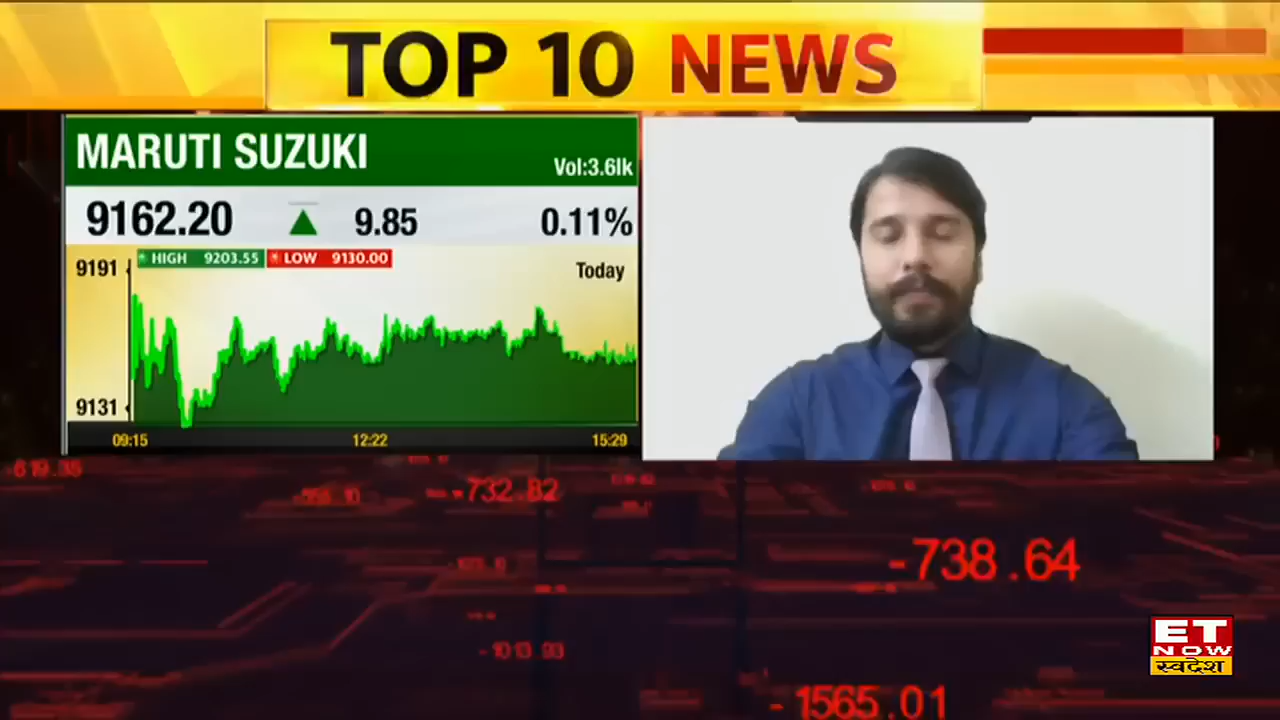 TOP 10 NEWS
MARUTI SUZUKI
Vol:3.6lk
9162.20 ▲ 9.85 0.11%
HIGH 9203.55 LOW 9130.00
Today
9191
9131
09:15 12:22 15:29
-732.82
-738.64
-1013.93
-1565.01
ET
NOW
स्वदेश